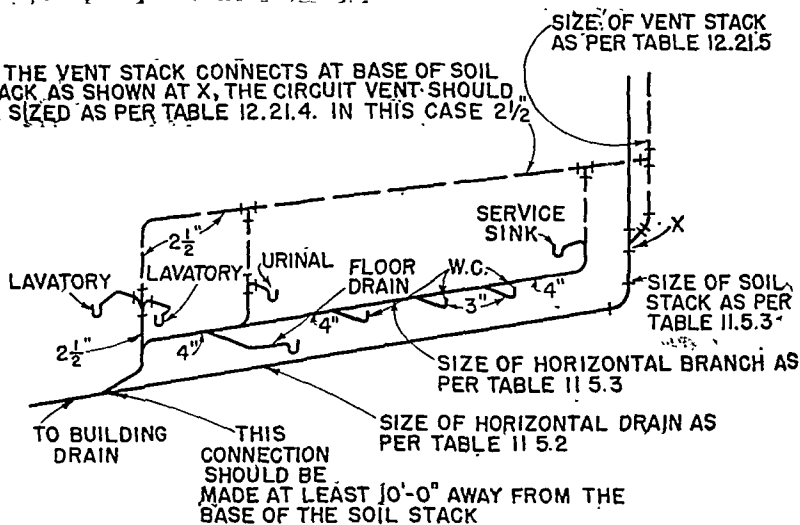 SIZE OF VENT STACK
AS PER TABLE 12.21.5
THE VENT STACK CONNECTS AT BASE OF SOIL
ACK AS SHOWN AT X, THE CIRCUIT VENT SHOULD
SIZED AS PER TABLE 12.21.4. IN THIS CASE 2½"
2½"
SERVICE
SINK
X
LAVATORY
LAVATORY
URINAL
FLOOR
DRAIN
W.C.
4"
3"
4"
4"
2½"
SIZE OF SOIL
STACK AS PER
TABLE 11.5.3
SIZE OF HORIZONTAL BRANCH AS
PER TABLE 11 5.3
SIZE OF HORIZONTAL DRAIN AS
PER TABLE 11 5.2
TO BUILDING
DRAIN
THIS
CONNECTION
SHOULD BE
MADE AT LEAST 10'-0" AWAY FROM THE
BASE OF THE SOIL STACK